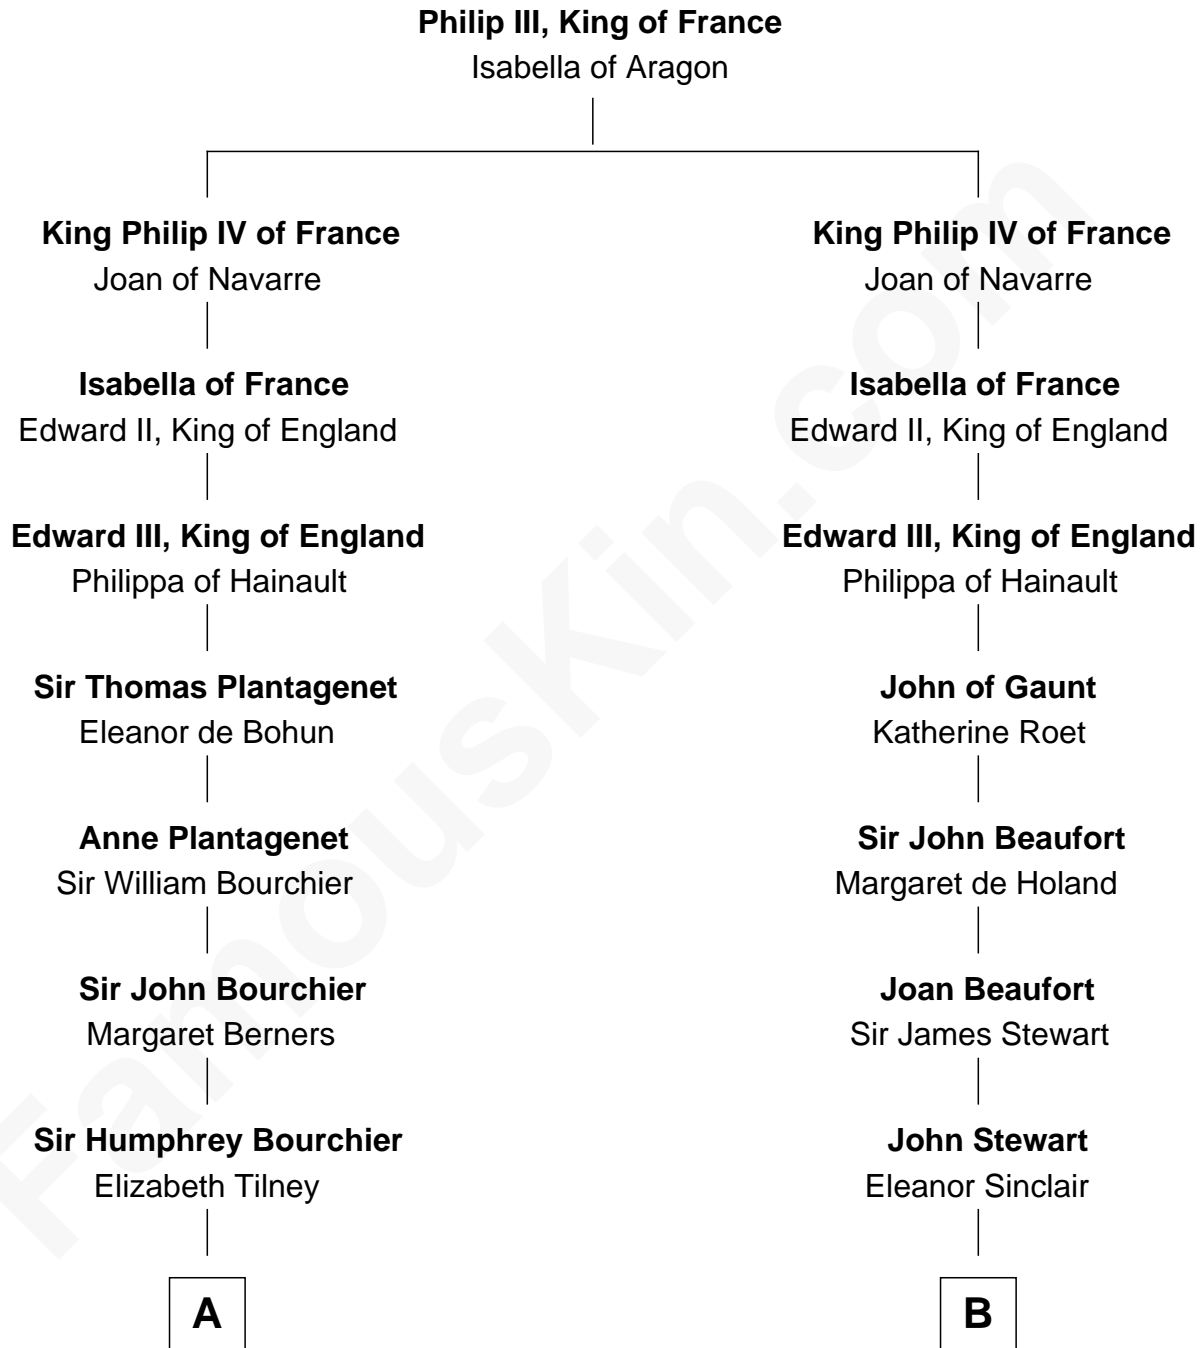 Philip III, King of France
Isabella of Aragon
King Philip IV of France
Joan of Navarre
King Philip IV of France
Joan of Navarre
Isabella of France
Edward II, King of England
Isabella of France
Edward II, King of England
Edward III, King of England
Philippa of Hainault
Edward III, King of England
Philippa of Hainault
Sir Thomas Plantagenet
Eleanor de Bohun
John of Gaunt
Katherine Roet
Anne Plantagenet
Sir William Bourchier
Sir John Beaufort
Margaret de Holand
Sir John Bourchier
Margaret Berners
Joan Beaufort
Sir James Stewart
Sir Humphrey Bourchier
Elizabeth Tilney
John Stewart
Eleanor Sinclair
A
B
FamousKin.com